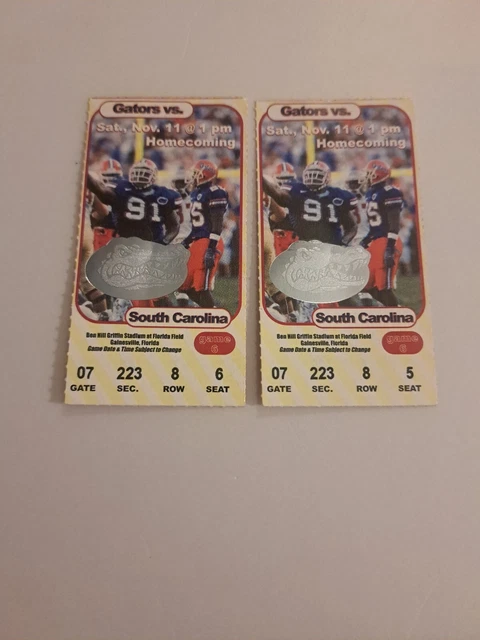 Gators vs.
Sat., Nov. 11 @ 1 pm
Homecoming
91
GATORS
South Carolina
Ben Hill Griffin Stadium at Florida Field
Gainesville, Florida
Game Date & Time Subject to Change
game
6
07 223 8 6
GATE SEC. ROW SEAT
Gators vs.
Sat., Nov. 11 @ 1 pm
Homecoming
91
South Carolina
Ben Hill Griffin Stadium at Florida Field
Gainesville, Florida
Game Date & Time Subject to Change
game
6
07 223 8 5
GATE SEC. ROW SEAT